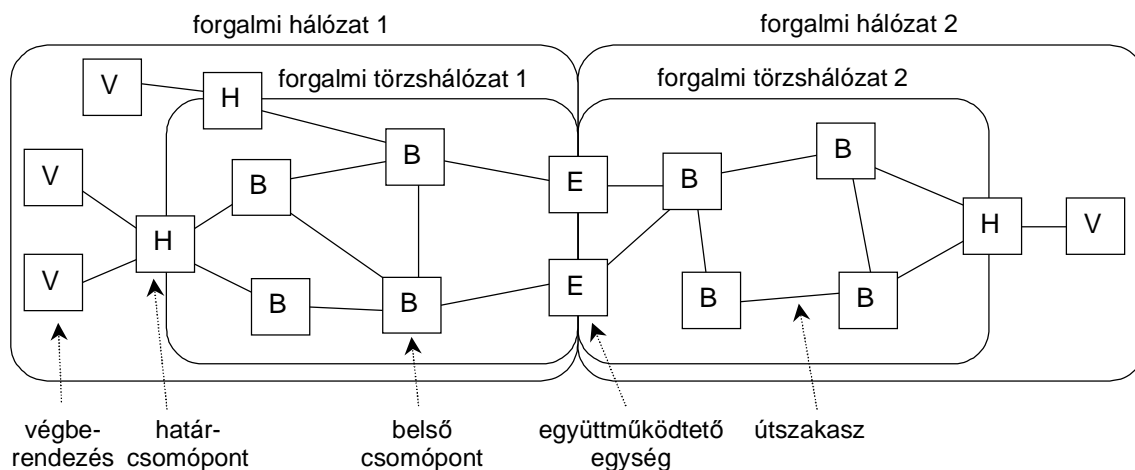 forgalmi hálózat 1
forgalmi hálózat 2
forgalmi törzshálózat 1
forgalmi törzshálózat 2
V
H
B
B
V
B
E
B
H
H
V
V
E
B
B
B
B
végbe-
rendezés
határ-
csomópont
belső
csomópont
együttműködtető
egység
útszakasz